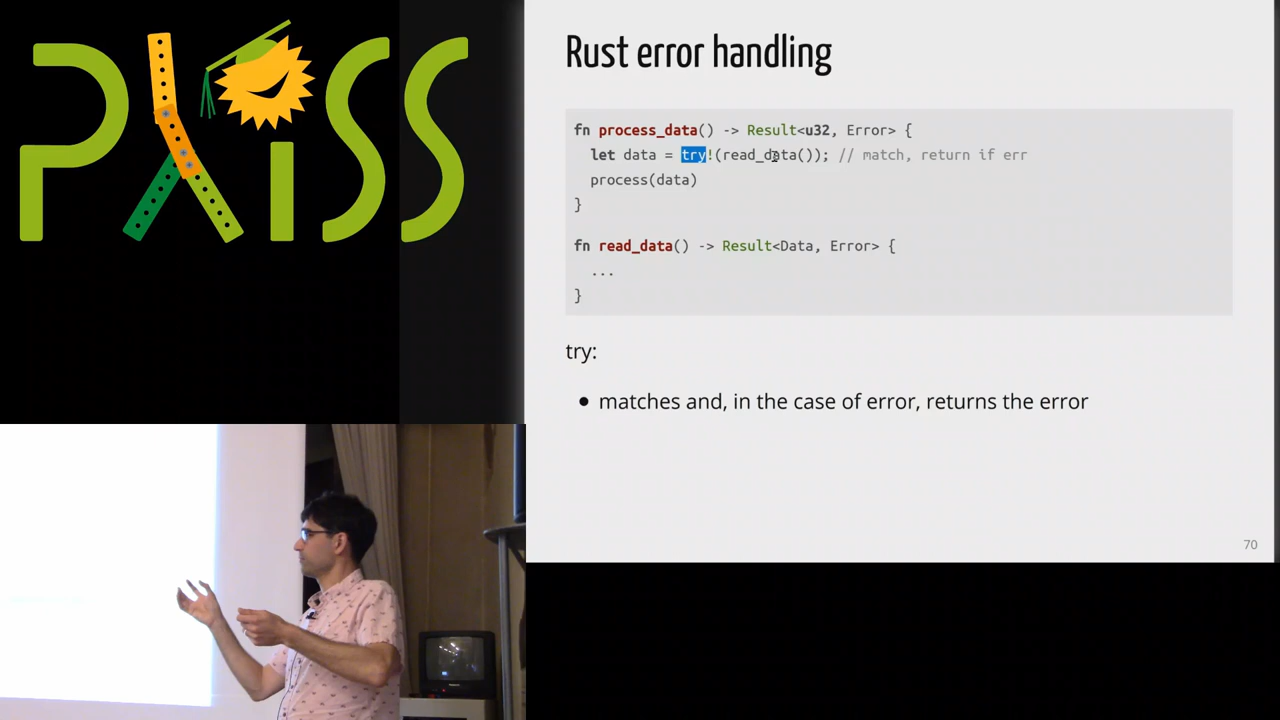 PLISS
Rust error handling
fn process_data() -> Result<u32, Error> {
let data = try!(read_data()); // match, return if err
process(data)
}
fn read_data() -> Result<Data, Error> {
...
}
try:
• matches and, in the case of error, returns the error
70